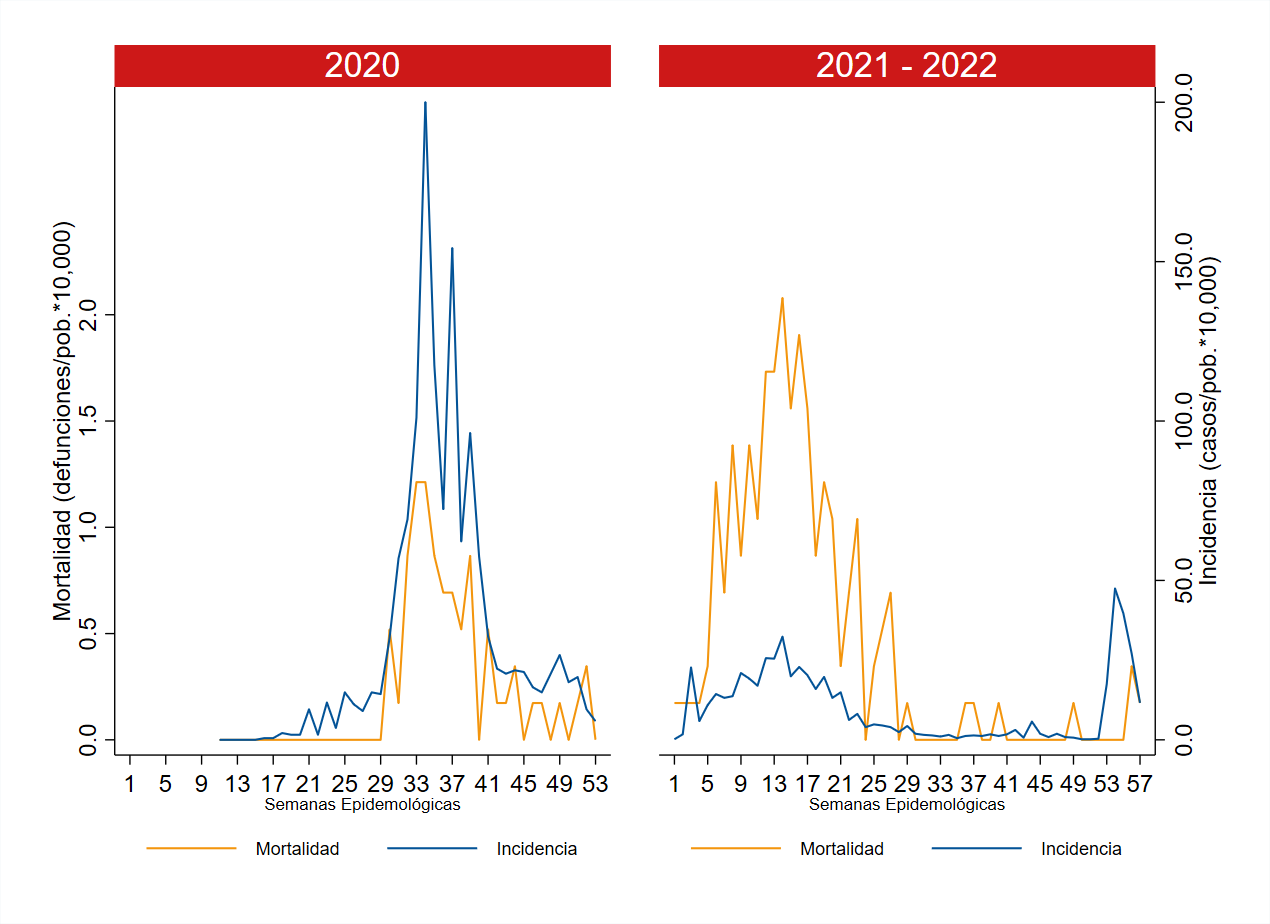 2020
2021 - 2022
Mortalidad (defunciones/pob.*10,000)
0.0 0.5 1.0 1.5 2.0
1 5 9 13 17 21 25 29 33 37 41 45 49 53
Semanas Epidemológicas
Mortalidad Incidencia
1 5 9 13 17 21 25 29 33 37 41 45 49 53 57
Semanas Epidemológicas
Mortalidad Incidencia
0.0 50.0 100.0 150.0 200.0
Incidencia (casos/pob.*10,000)